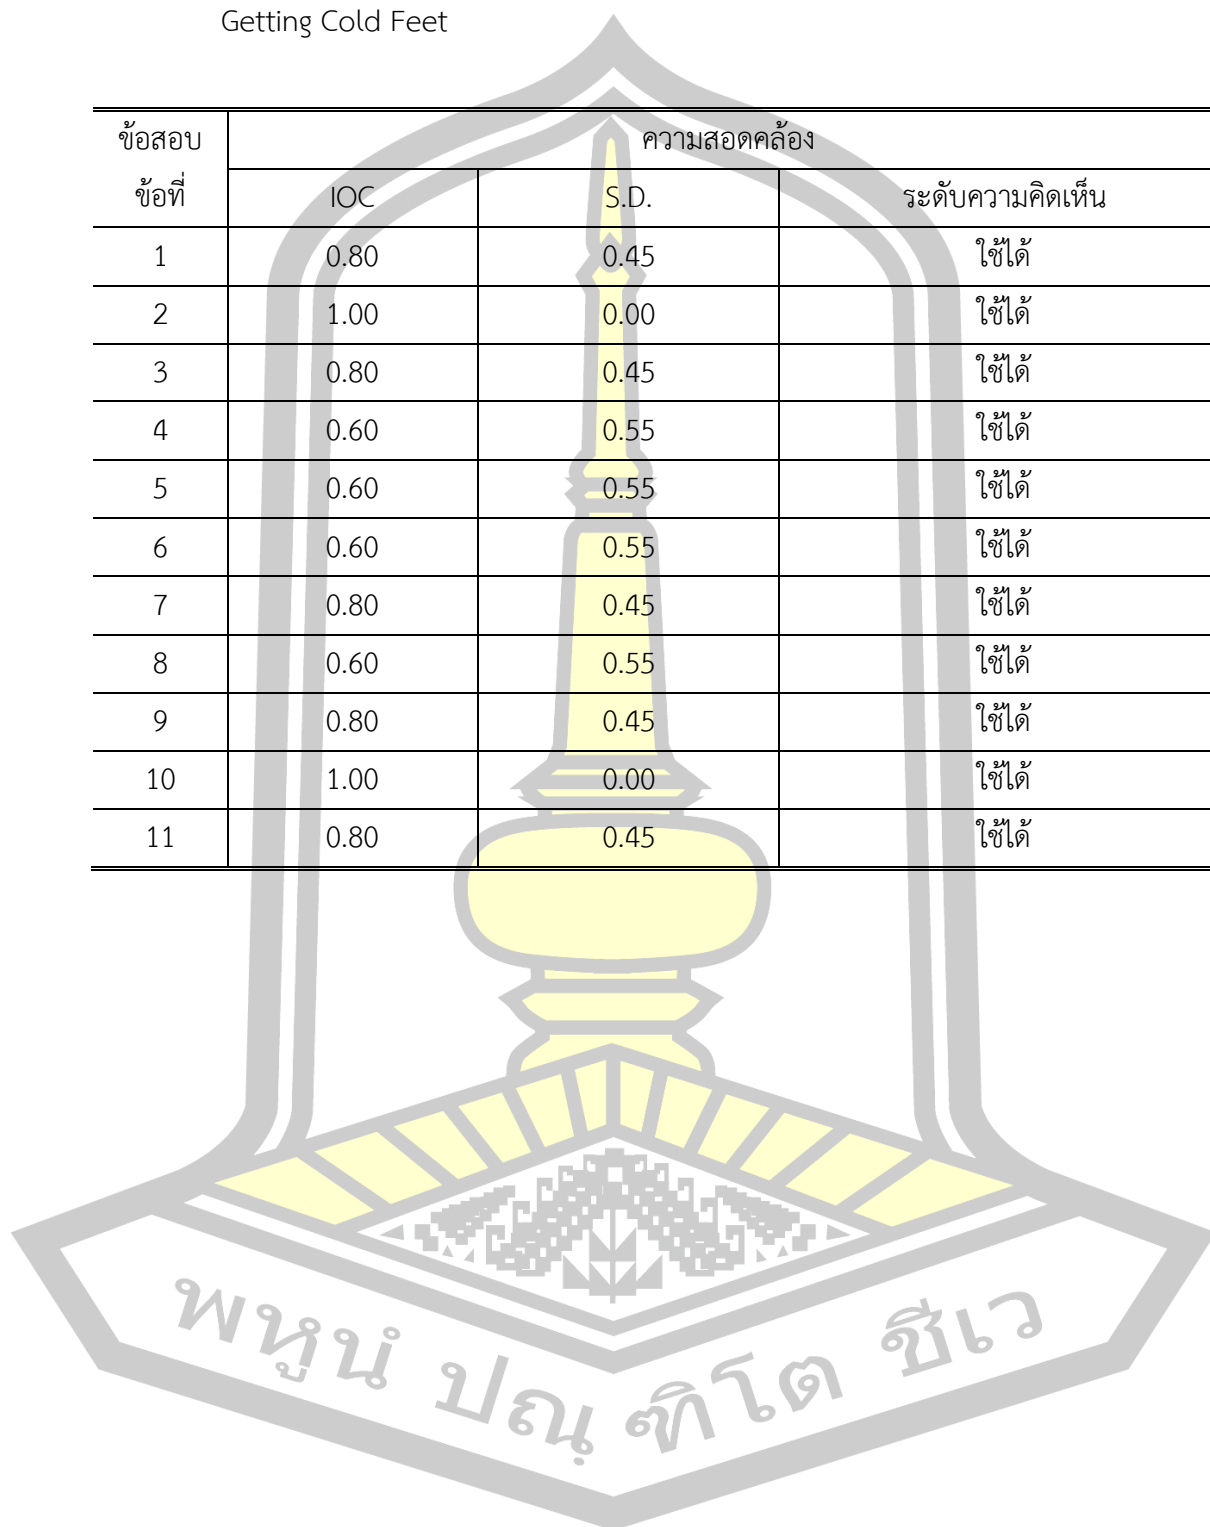 Getting Cold Feet
ข้อสอบ ความสอดคล้อง
ข้อที่ IOC S.D. ระดับความคิดเห็น
1 0.80 0.45 ใช้ได้
2 1.00 0.00 ใช้ได้
3 0.80 0.45 ใช้ได้
4 0.60 0.55 ใช้ได้
5 0.60 0.55 ใช้ได้
6 0.60 0.55 ใช้ได้
7 0.80 0.45 ใช้ได้
8 0.60 0.55 ใช้ได้
9 0.80 0.45 ใช้ได้
10 1.00 0.00 ใช้ได้
11 0.80 0.45 ใช้ได้
พหูนํ ปณฺฑิโต ชีเว